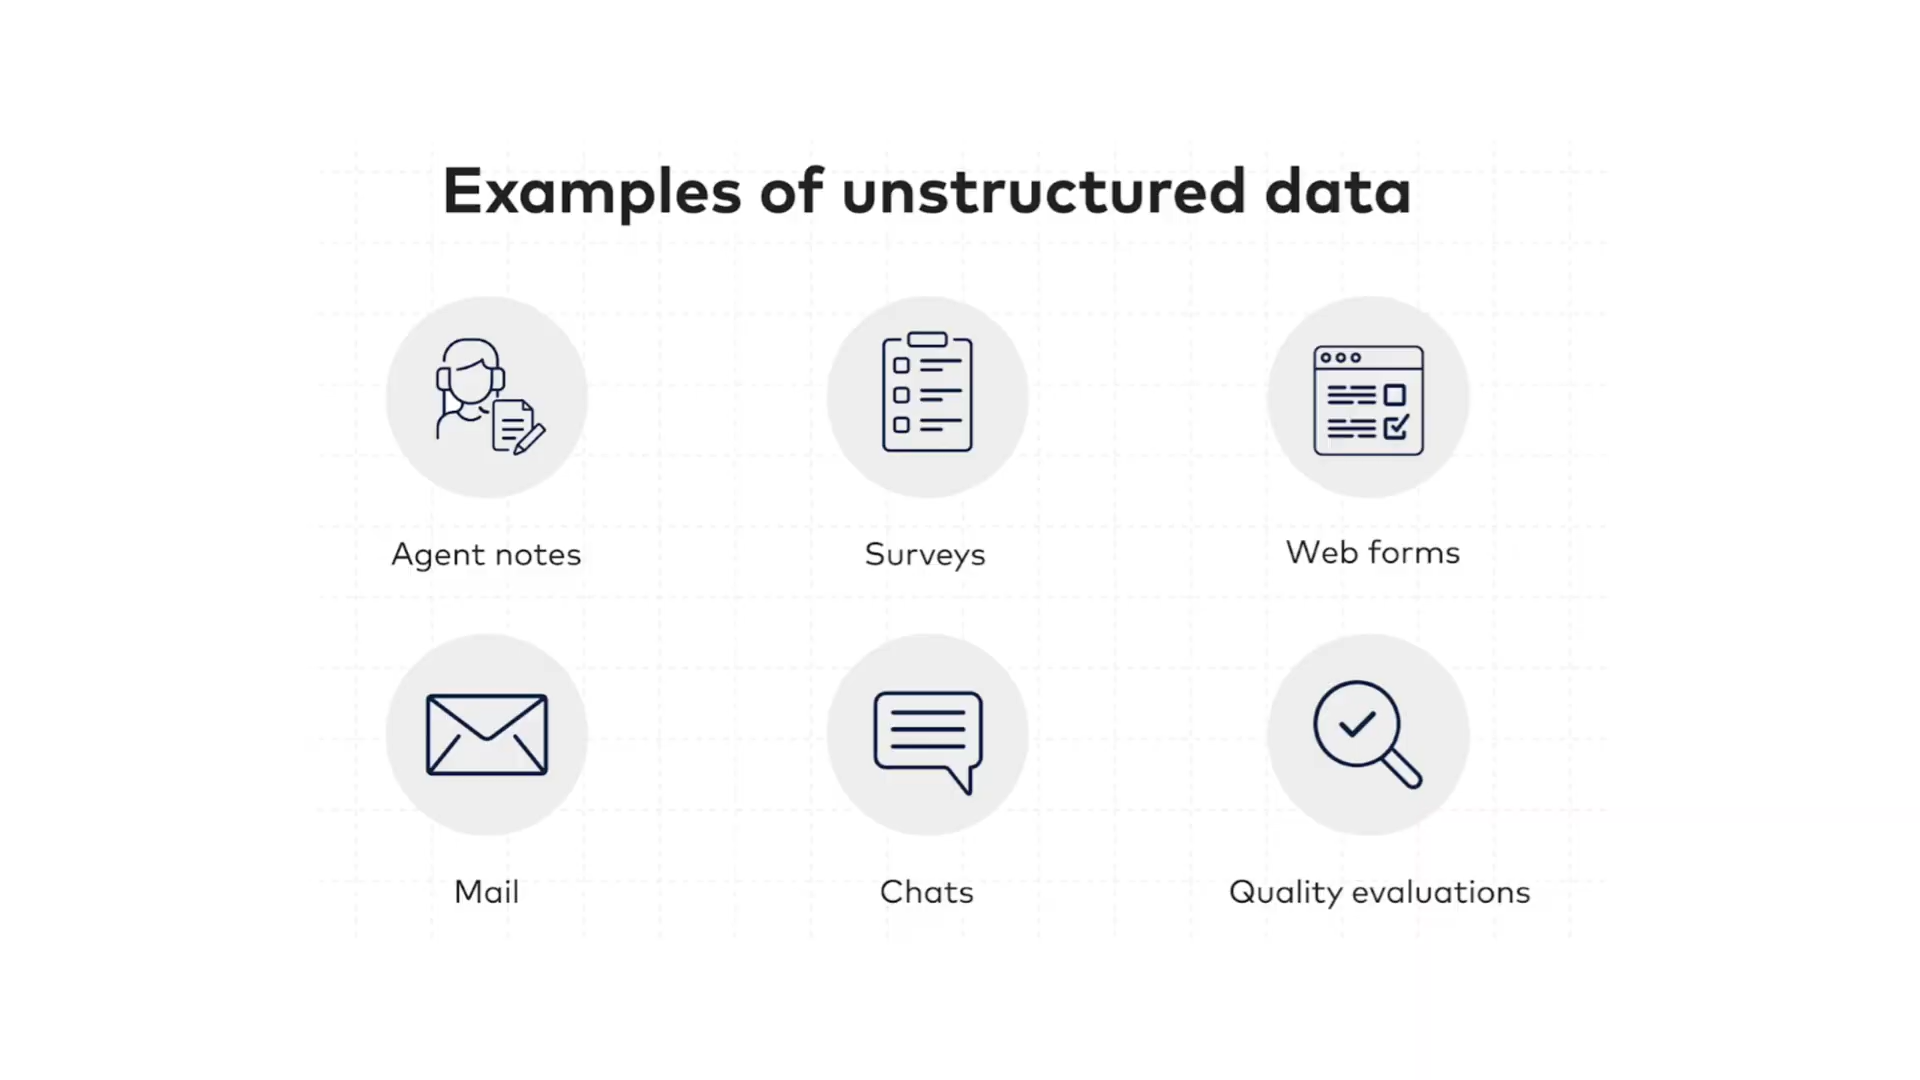 Examples of unstructured data
Agent notes
Surveys
Web forms
Mail
Chats
Quality evaluations